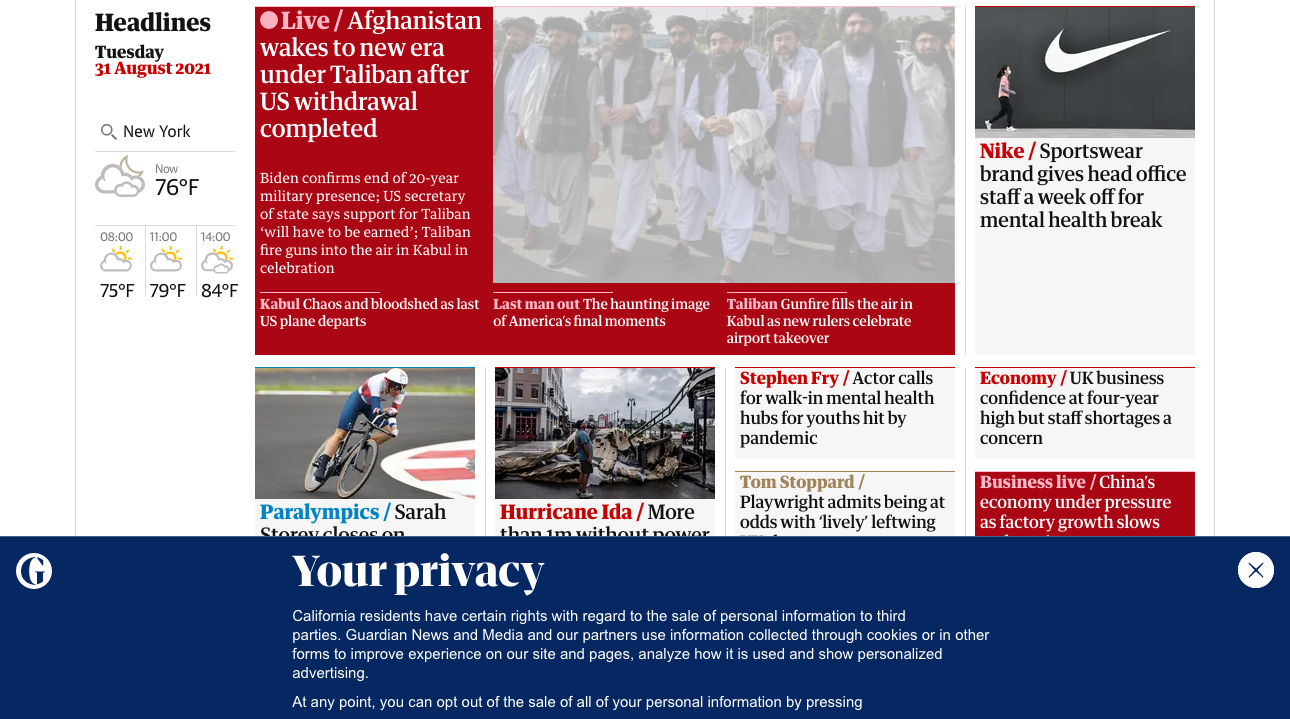 Headlines
Tuesday
31 August 2021
New York
Now
76°F
08:00
11:00
14:00
75°F
79°F
84°F
Live / Afghanistan
wakes to new era
under Taliban after
US withdrawal
completed
Biden confirms end of 20-year
military presence; US secretary
of state says support for Taliban
‘will have to be earned’; Taliban
fire guns into the air in Kabul in
celebration
Kabul Chaos and bloodshed as last
US plane departs
Last man out The haunting image
of America’s final moments
Taliban Gunfire fills the air in
Kabul as new rulers celebrate
airport takeover
Nike / Sportswear
brand gives head office
staff a week off for
mental health break
Paralympics / Sarah
Storey closes on
Hurricane Ida / More
than 1m without power
Stephen Fry / Actor calls
for walk-in mental health
hubs for youths hit by
pandemic
Tom Stoppard /
Playwright admits being at
odds with ‘lively’ leftwing
Economy / UK business
confidence at four-year
high but staff shortages a
concern
Business live / China’s
economy under pressure
as factory growth slows
G
Your privacy
California residents have certain rights with regard to the sale of personal information to third
parties. Guardian News and Media and our partners use information collected through cookies or in other
forms to improve experience on our site and pages, analyze how it is used and show personalized
advertising.
At any point, you can opt out of the sale of all of your personal information by pressing